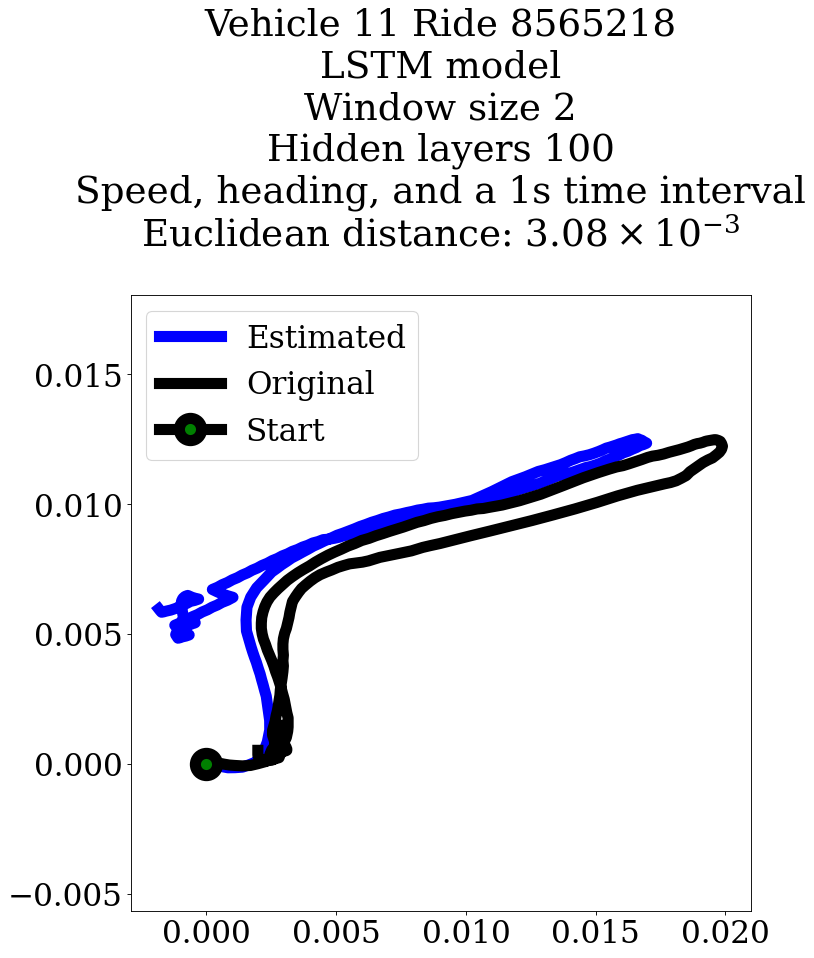 Vehicle 11 Ride 8565218
LSTM model
Window size 2
Hidden layers 100
Speed, heading, and a 1s time interval
Euclidean distance: 3.08 × 10⁻³
Estimated
Original
Start
0.015
0.010
0.005
0.000
−0.005
0.000 0.005 0.010 0.015 0.020